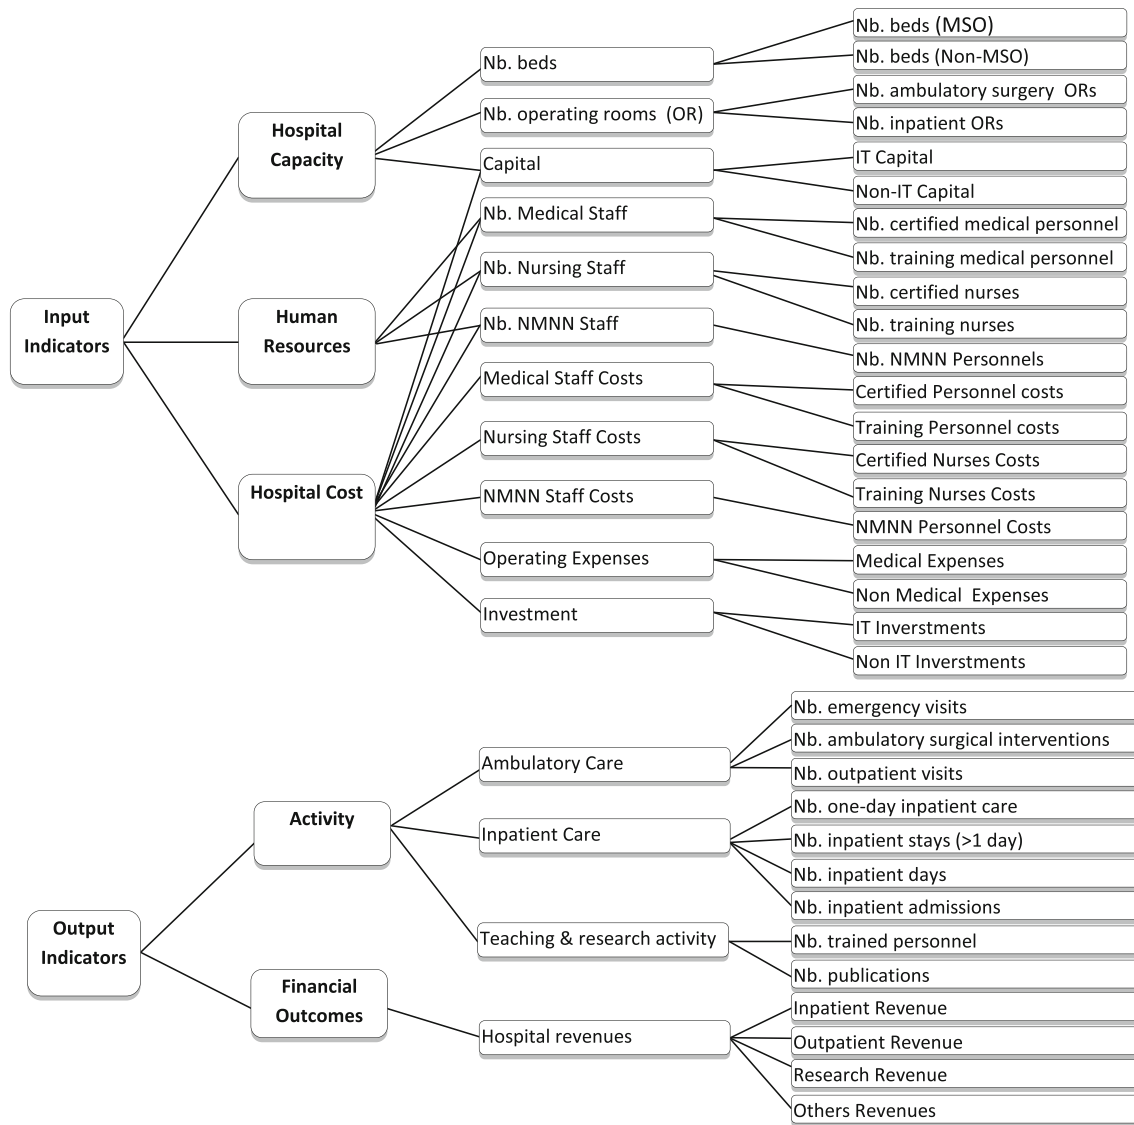 Input
Indicators
Hospital
Capacity
Human
Resources
Hospital Cost
Nb. beds
Nb. operating rooms  (OR)
Capital
Nb. Medical Staff
Nb. Nursing Staff
Nb. NMNN Staff
Medical Staff Costs
Nursing Staff Costs
NMNN Staff Costs
Operating Expenses
Investment
Nb. beds (MSO)
Nb. beds (Non-MSO)
Nb. ambulatory surgery  ORs
Nb. inpatient ORs
IT Capital
Non-IT Capital
Nb. certified medical personnel
Nb. training medical personnel
Nb. certified nurses
Nb. training nurses
Nb. NMNN Personnels
Certified Personnel costs
Training Personnel costs
Certified Nurses Costs
Training Nurses Costs
NMNN Personnel Costs
Medical Expenses
Non Medical  Expenses
IT Inverstments
Non IT Inverstments
Output
Indicators
Activity
Financial
Outcomes
Ambulatory Care
Inpatient Care
Teaching & research activity
Hospital revenues
Nb. emergency visits
Nb. ambulatory surgical interventions
Nb. outpatient visits
Nb. one-day inpatient care
Nb. inpatient stays (>1 day)
Nb. inpatient days
Nb. inpatient admissions
Nb. trained personnel
Nb. publications
Inpatient Revenue
Outpatient Revenue
Research Revenue
Others Revenues